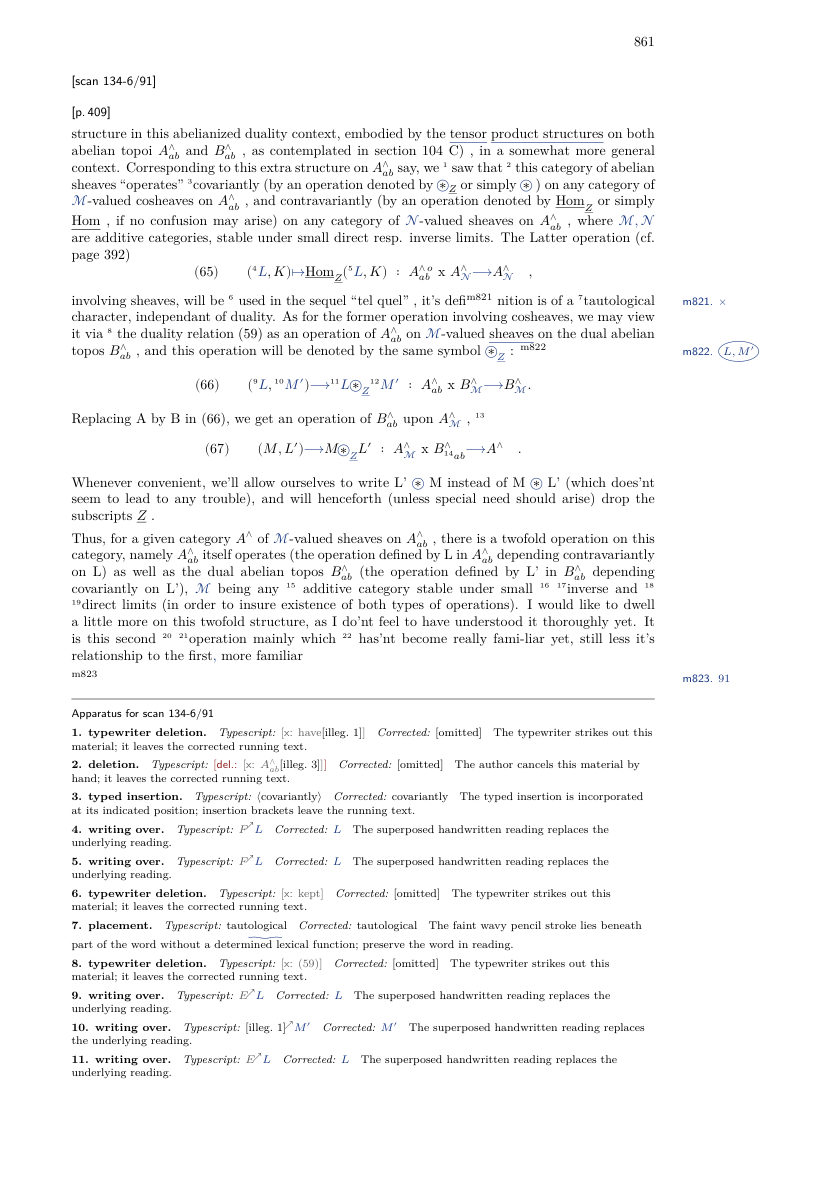 861
[scan 134-6/91]
[p. 409]
structure in this abelianized duality context, embodied by the tensor product structures on both
abelian topoi A^∧_ab and B^∧_ab , as contemplated in section 104 C) , in a somewhat more general
context. Corresponding to this extra structure on A^∧_ab say, we ¹ saw that ² this category of abelian
sheaves “operates” ³covariantly (by an operation denoted by ⊛_Z or simply ⊛ ) on any category of
ℳ-valued cosheaves on A^∧_ab , and contravariantly (by an operation denoted by Hom_Z or simply
Hom , if no confusion may arise) on any category of 𝒩-valued sheaves on A^∧_ab , where ℳ, 𝒩
are additive categories, stable under small direct resp. inverse limits. The Latter operation (cf.
page 392)
(65) (⁴L, K)↦Hom_Z(⁵L, K) : A^∧o_ab x A^∧_𝒩⟶A^∧_𝒩 ,
involving sheaves, will be ⁶ used in the sequel “tel quel” , it's defi^m821 nition is of a ⁷tautological
m821. ×
character, independant of duality. As for the former operation involving cosheaves, we may view
it via ⁸ the duality relation (59) as an operation of A^∧_ab on ℳ-valued sheaves on the dual abelian
topos B^∧_ab , and this operation will be denoted by the same symbol ⊛_Z : ^m822
m822. L, M′
(66) (⁹L, ¹⁰M′)⟶¹¹L⊛_Z¹²M′ : A^∧_ab x B^∧_ℳ⟶B^∧_ℳ.
Replacing A by B in (66), we get an operation of B^∧_ab upon A^∧_ℳ , ¹³
(67) (M, L′)⟶M⊛_ZL′ : A^∧_ℳ x B^∧_¹⁴ab⟶A^∧ .
Whenever convenient, we'll allow ourselves to write L' ⊛ M instead of M ⊛ L' (which does'nt
seem to lead to any trouble), and will henceforth (unless special need should arise) drop the
subscripts Z .
Thus, for a given category A^∧ of ℳ-valued sheaves on A^∧_ab , there is a twofold operation on this
category, namely A^∧_ab itself operates (the operation defined by L in A^∧_ab depending contravariantly
on L) as well as the dual abelian topos B^∧_ab (the operation defined by L' in B^∧_ab depending
covariantly on L'), ℳ being any ¹⁵ additive category stable under small ¹⁶ ¹⁷inverse and ¹⁸
¹⁹direct limits (in order to insure existence of both types of operations). I would like to dwell
a little more on this twofold structure, as I do'nt feel to have understood it thoroughly yet. It
is this second ²⁰ ²¹operation mainly which ²² has'nt become really fami-liar yet, still less it's
relationship to the first, more familiar
m823
m823. 91
Apparatus for scan 134-6/91
1. typewriter deletion. Typescript: [x: have[illeg. 1]] Corrected: [omitted] The typewriter strikes out this
material; it leaves the corrected running text.
2. deletion. Typescript: [del.: [x: A^∧_ab[illeg. 3]]] Corrected: [omitted] The author cancels this material by
hand; it leaves the corrected running text.
3. typed insertion. Typescript: ⟨covariantly⟩ Corrected: covariantly The typed insertion is incorporated
at its indicated position; insertion brackets leave the running text.
4. writing over. Typescript: F↗L Corrected: L The superposed handwritten reading replaces the
underlying reading.
5. writing over. Typescript: F↗L Corrected: L The superposed handwritten reading replaces the
underlying reading.
6. typewriter deletion. Typescript: [x: kept] Corrected: [omitted] The typewriter strikes out this
material; it leaves the corrected running text.
7. placement. Typescript: tautological Corrected: tautological The faint wavy pencil stroke lies beneath
part of the word without a determined lexical function; preserve the word in reading.
8. typewriter deletion. Typescript: [x: (59)] Corrected: [omitted] The typewriter strikes out this
material; it leaves the corrected running text.
9. writing over. Typescript: E↗L Corrected: L The superposed handwritten reading replaces the
underlying reading.
10. writing over. Typescript: [illeg. 1]↗M′ Corrected: M′ The superposed handwritten reading replaces
the underlying reading.
11. writing over. Typescript: E↗L Corrected: L The superposed handwritten reading replaces the
underlying reading.